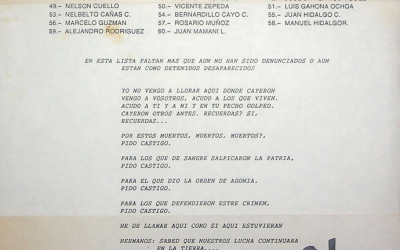 49.- NELSON CUELLO 50.- VICENTE ZEPEDA 51.- LUIS GAHONA OCHOA
53.- NELBELTO CAÑAS C. 54.- BERNARDILLO CAYO C. 55.- JUAN HIDALGO C.
56.- MARCELO GUZMAN 57.- ROSARIO MUÑOZ 58.- MANUEL HIDALGOR.
59.- ALEJANDRO RODRIGUEZ 60.- JUAN MAMANI L.
EN ESTA LISTA FALTAN MAS QUE AUN NO HAN SIDO DENUNCIADOS O AUN
ESTAN COMO DETENIDOS DESAPARECIDOS
YO NO VENGO A LLORAR AQUI DONDE CAYERON
VENGO A VOSOTROS, ACUDO A LOS QUE VIVEN.
ACUDO A TI Y A MI Y EN TU PECHO GOLPEO.
CAYERON OTROS ANTES. RECUERDAS? SI,
RECUERDAS...
POR ESTOS MUERTOS, MUERTOS, MUERTOS?,
PIDO CASTIGO.
PARA LOS QUE DE SANGRE SALPICARON LA PATRIA,
PIDO CASTIGO.
PARA EL QUE DIO LA ORDEN DE AGONIA.
PIDO CASTIGO.
PARA LOS QUE DEFENDIERON ESTRE CRIMEN,
PIDO CASTIGO.
HE DE LLAMAR AQUI COMO SI AQUI ESTUVIERAN
HERMANOS: SABED QUE NUESTROS LUCHA CONTINUARA
EN LA TIERRA....